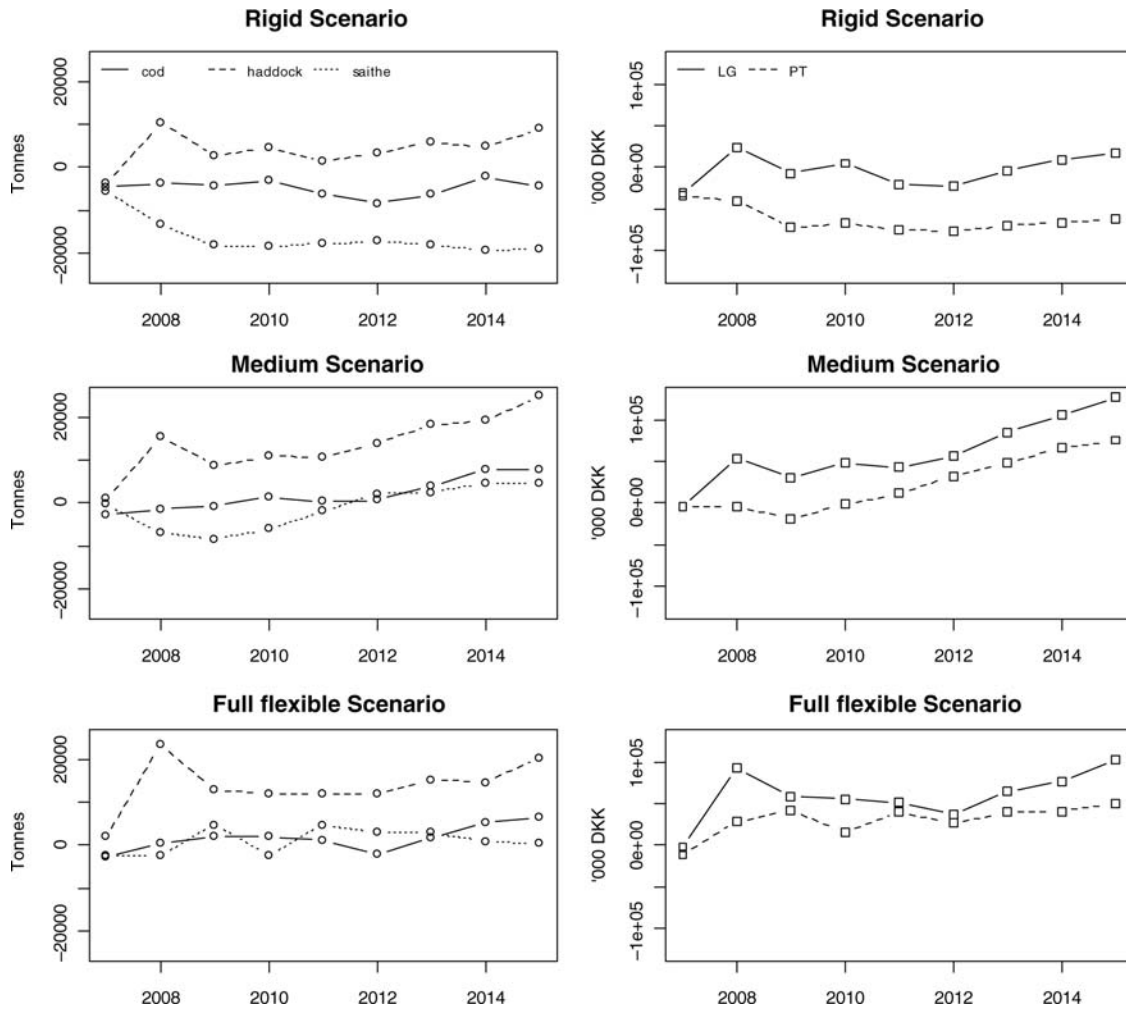 Rigid Scenario
Tonnes
20000
0
−20000
cod haddock saithe
2008 2010 2012 2014
Rigid Scenario
'000 DKK
1e+05
0e+00
−1e+05
LG PT
2008 2010 2012 2014
Medium Scenario
Tonnes
20000
0
−20000
2008 2010 2012 2014
Medium Scenario
'000 DKK
1e+05
0e+00
−1e+05
2008 2010 2012 2014
Full flexible Scenario
Tonnes
20000
0
−20000
2008 2010 2012 2014
Full flexible Scenario
'000 DKK
1e+05
0e+00
−1e+05
2008 2010 2012 2014